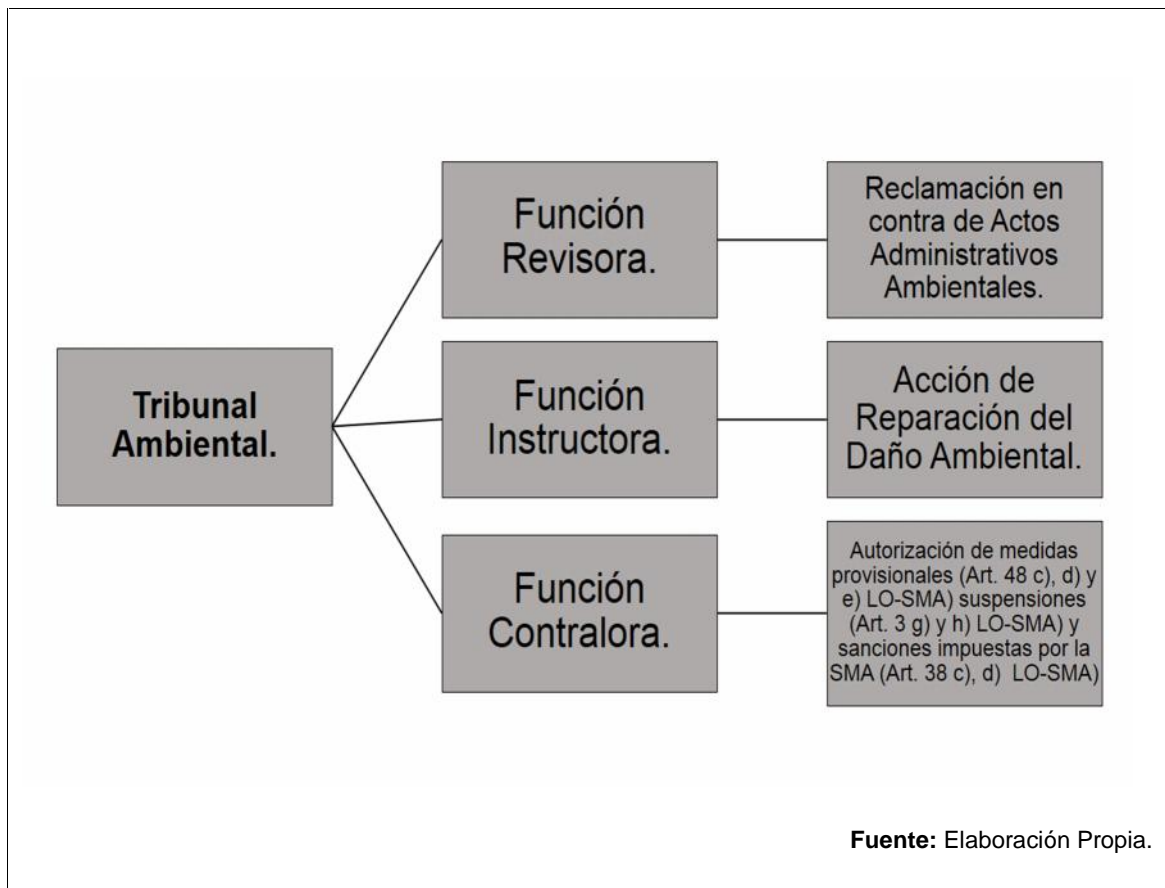 Tribunal
Ambiental.
Función
Revisora.
Reclamación en
contra de Actos
Administrativos
Ambientales.
Función
Instructora.
Acción de
Reparación del
Daño Ambiental.
Función
Contralora.
Autorización de medidas
provisionales (Art. 48 c), d) y
e) LO-SMA) suspensiones
(Art. 3 g) y h) LO-SMA) y
sanciones impuestas por la
SMA (Art. 38 c), d) LO-SMA)
Fuente: Elaboración Propia.